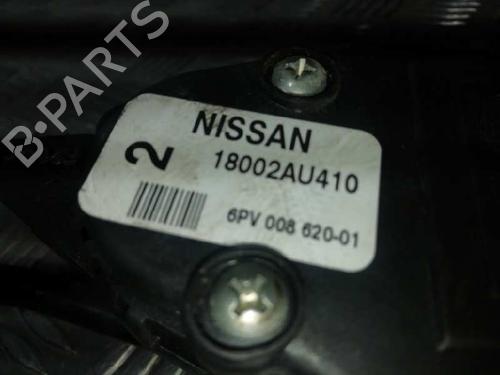 B-PARTS
NISSAN
2
18002AU410
6PV 008 620-01